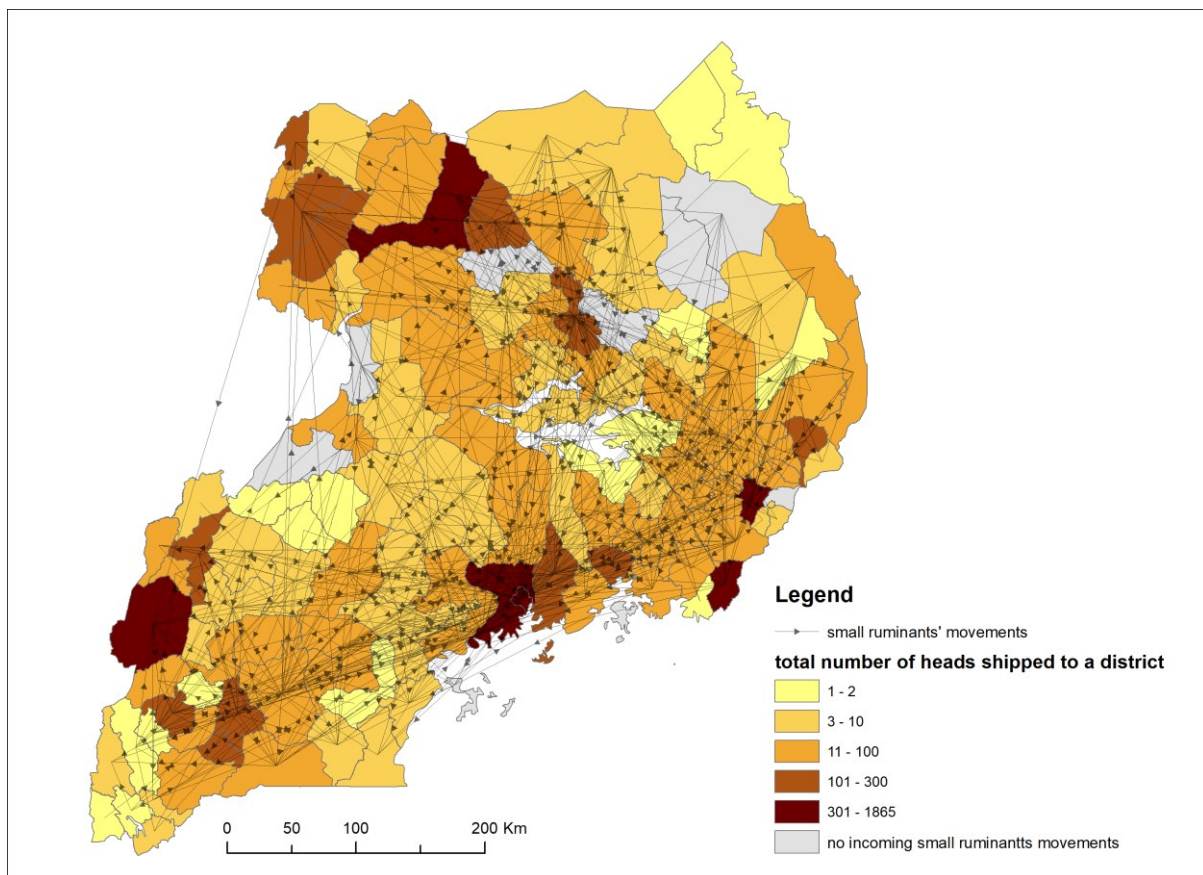 Legend
small ruminants' movements
total number of heads shipped to a district
1 - 2
3 - 10
11 - 100
101 - 300
301 - 1865
no incoming small ruminantts movements
0 50 100 200 Km